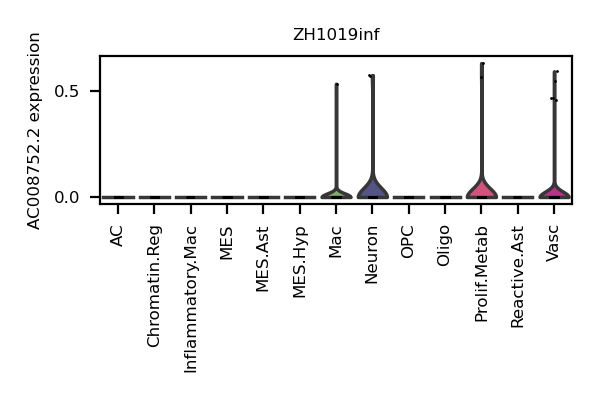 ZH1019inf
AC008752.2 expression
0.5
0.0
AC
Chromatin.Reg
Inflammatory.Mac
MES
MES.Ast
MES.Hyp
Mac
Neuron
OPC
Oligo
Prolif.Metab
Reactive.Ast
Vasc